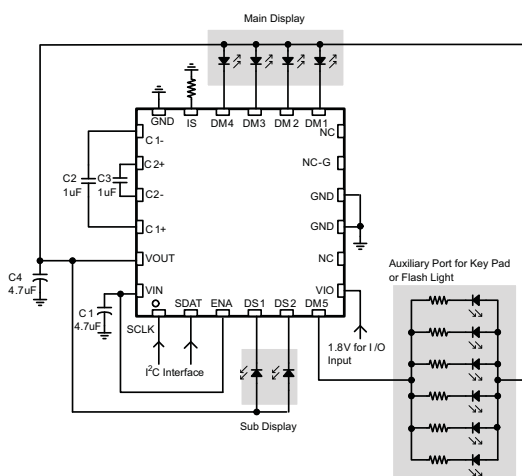 Main Display
GND
IS
DM4
DM3
DM2
DM1
C1-
C2+
C2-
C1+
VOUT
VIN
NC
NC-G
GND
GND
NC
VIO
C2
1uF
C3
1uF
C4
4.7uF
C1
4.7uF
SCLK
SDAT
ENA
DS1
DS2
DM5
I²C Interface
1.8V for I/O
Input
Sub Display
Auxiliary Port for Key Pad
or Flash Light